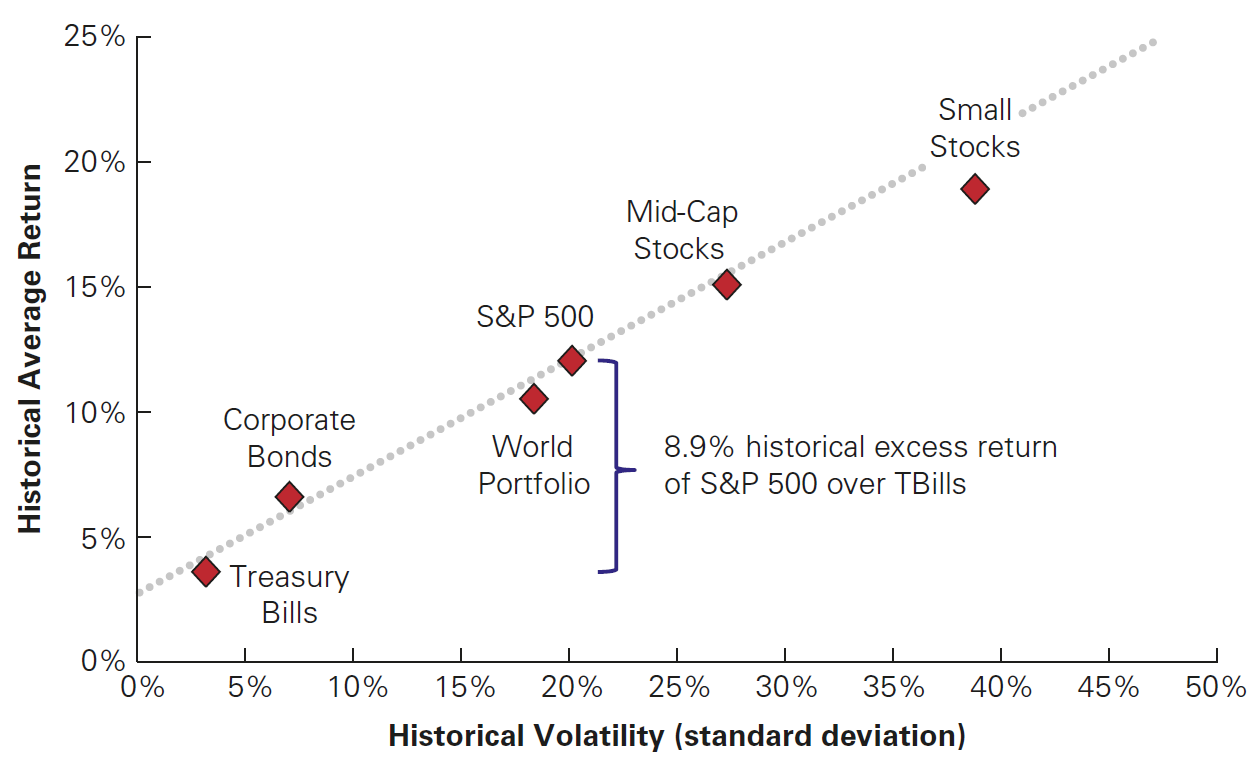 25%
Small
Stocks
20%
Mid-Cap
Stocks
15%
S&P 500
10%
Corporate
Bonds
World
Portfolio
8.9% historical excess return
of S&P 500 over TBills
5%
Treasury
Bills
0%
Historical Average Return
0% 5% 10% 15% 20% 25% 30% 35% 40% 45% 50%
Historical Volatility (standard deviation)